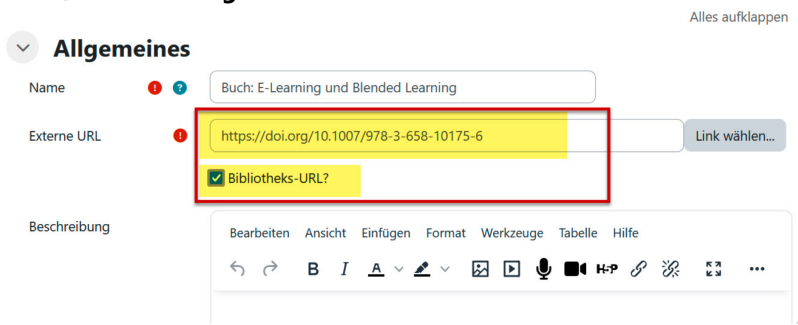 Alles aufklappen
Allgemeines
Name
Buch: E-Learning und Blended Learning
Externe URL
https://doi.org/10.1007/978-3-658-10175-6
Link wählen...
Bibliotheks-URL?
Beschreibung
Bearbeiten Ansicht Einfügen Format Werkzeuge Tabelle Hilfe
B I A H-P